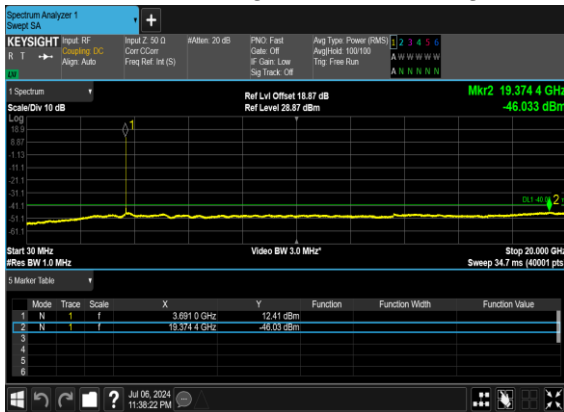 Spectrum Analyzer 1
Swept SA
+
KEYSIGHT Input: RF Input Z: 50 Ω #Atten: 20 dB PNO: Fast Avg Type: Power (RMS) 1 2 3 4 5 6
R T Coupling: DC Corr CCorr Gate: Off Avg|Hold: 100/100 A W W W W W
Align: Auto Freq Ref: Int (S) IF Gain: Low Trig: Free Run
Sig Track: Off A N N N N N
1 Spectrum Ref Lvl Offset 18.87 dB Mkr2 19.374 4 GHz
Scale/Div 10 dB Ref Level 28.87 dBm -46.033 dBm
Log
18.9
8.87
-1.13
-11.1
-21.1
-31.1
-41.1
-51.1
-61.1
1
2
Start 30 MHz Video BW 3.0 MHz* Stop 20.000 GHz
#Res BW 1.0 MHz Sweep 34.7 ms (40001 pts)
5 Marker Table
Mode Trace Scale X Y Function Function Width Function Value
1 N 1 f 3.691 0 GHz 12.41 dBm
2 N 1 f 19.374 4 GHz -46.03 dBm
3
4
5
6
? Jul 06, 2024
11:38:22 PM